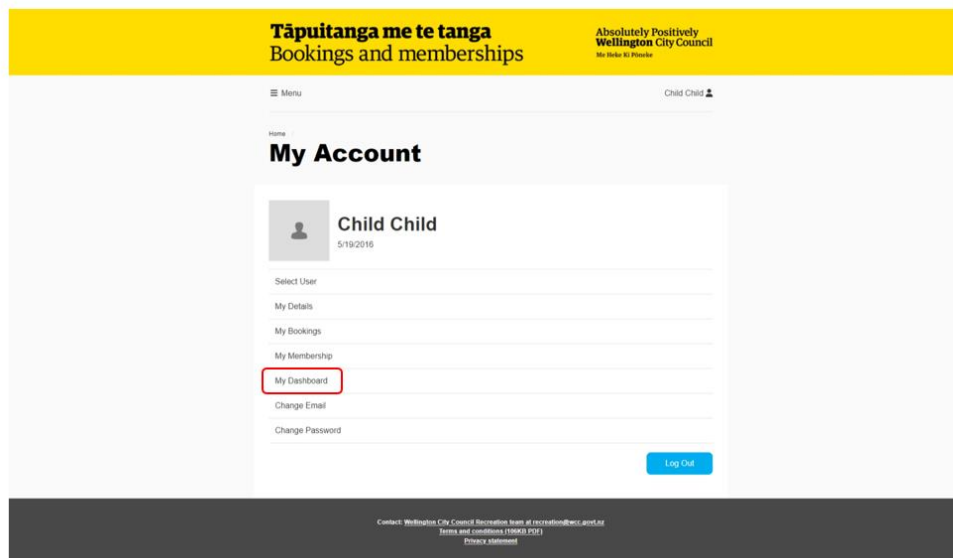 Tāpuitanga me te tanga
Bookings and memberships
Absolutely Positively
Wellington City Council
Me Heke Ki Pōneke
☰ Menu
Child Child
Home
My Account
Child Child
5/19/2016
Select User
My Details
My Bookings
My Membership
My Dashboard
Change Email
Change Password
Log Out
Contact: Wellington City Council Recreation team at recreation@wcc.govt.nz
Terms and conditions (106KB PDF)
Privacy statement